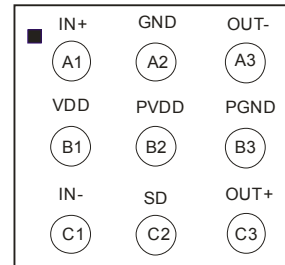 IN+ GND OUT-
A1 A2 A3
VDD PVDD PGND
B1 B2 B3
IN- SD OUT+
C1 C2 C3